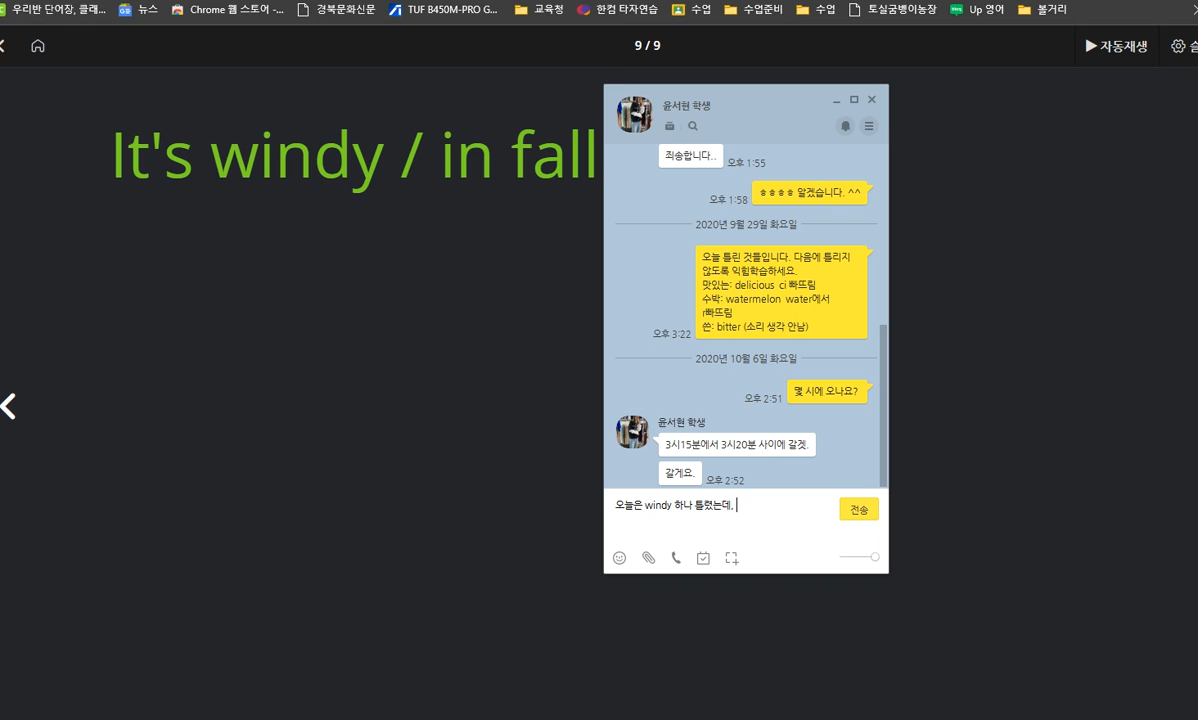 우리반 단어장, 클래...
뉴스
Chrome 웹 스토어 -...
경북문화신문
TUF B450M-PRO G...
교육청
한컴 타자연습
수업
수업준비
수업
토실굼벵이농장
Up 영어
볼거리
9 / 9
자동재생
It's windy / in fall
윤서현 학생
죄송합니다..
오후 1:55
ㅎㅎㅎㅎ 알겠습니다. ^^
오후 1:58
2020년 9월 29일 화요일
오늘 틀린 것들입니다. 다음에 틀리지
않도록 익힘학습하세요.
맛있는: delicious ci 빠뜨림
수박: watermelon water에서
r빠뜨림
쓴: bitter (소리 생각 안남)
오후 3:22
2020년 10월 6일 화요일
몇 시에 오나요?
오후 2:51
윤서현 학생
3시15분에서 3시20분 사이에 갈겟.
갈게요.
오후 2:52
오늘은 windy 하나 틀렸는데,
전송